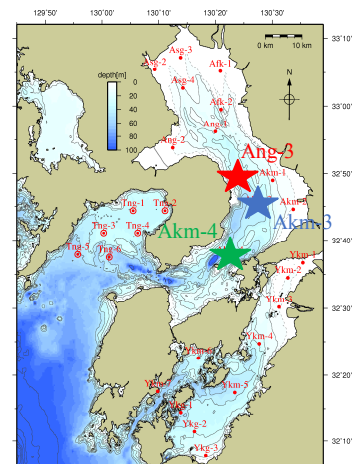 129°50' 130°00' 130°10' 130°20' 130°30'
33°10'
33°00'
32°50'
32°40'
32°30'
32°20'
32°10'
0 km 10 km
N
depth[m]
0
20
40
60
80
100
Asg-3
Asg-2
Afk-1
Asg-4
Afk-2
Ang-2
Ang-3
Akm-1
Akm-3
Akm-4
Tng-1
Tng-2
Tng-3
Tng-4
Tng-5
Tng-6
Ykm-1
Ykm-2
Ykm-3
Ykm-4
Ykm-5
Ykg-1
Ykg-2
Ykg-3